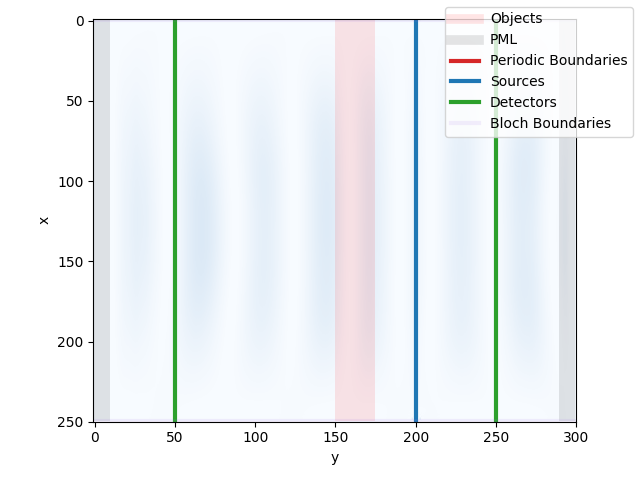 Objects
PML
Periodic Boundaries
Sources
Detectors
Bloch Boundaries
0
50
100
150
200
250
x
0 50 100 150 200 250 300
y